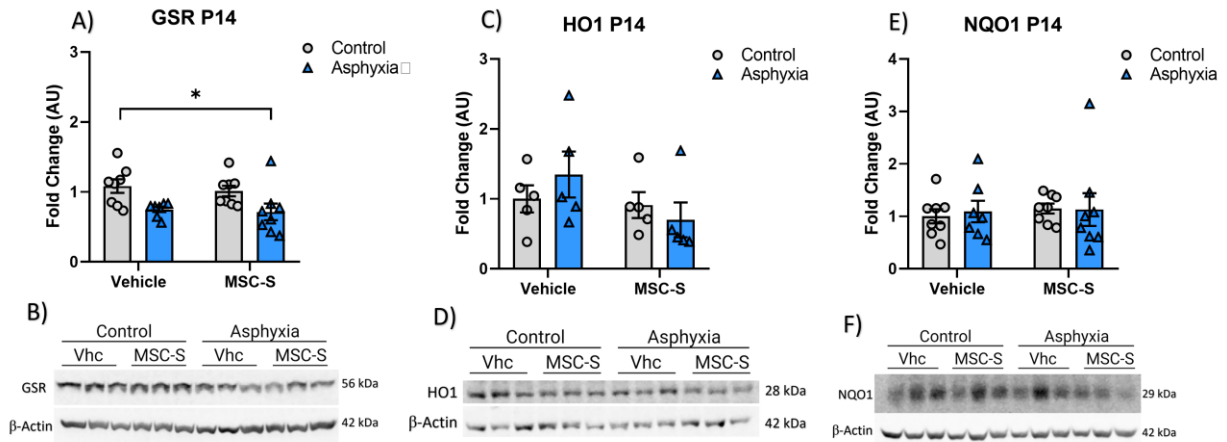 A)
GSR P14
Control
Asphyxia□
Fold Change (AU)
3
2
1
0
*
Vehicle
MSC-S
B)
Control
Asphyxia
Vhc
MSC-S
Vhc
MSC-S
GSR
56 kDa
β-Actin
42 kDa
C)
HO1 P14
Control
Asphyxia
Fold Change (AU)
3
2
1
0
Vehicle
MSC-S
D)
Control
Asphyxia
Vhc
MSC-S
Vhc
MSC-S
HO1
28 kDa
β-Actin
42 kDa
E)
NQO1 P14
Control
Asphyxia
Fold Change (AU)
4
3
2
1
0
Vehicle
MSC-S
F)
Control
Asphyxia
Vhc
MSC-S
Vhc
MSC-S
NQO1
29 kDa
β-Actin
42 kDa